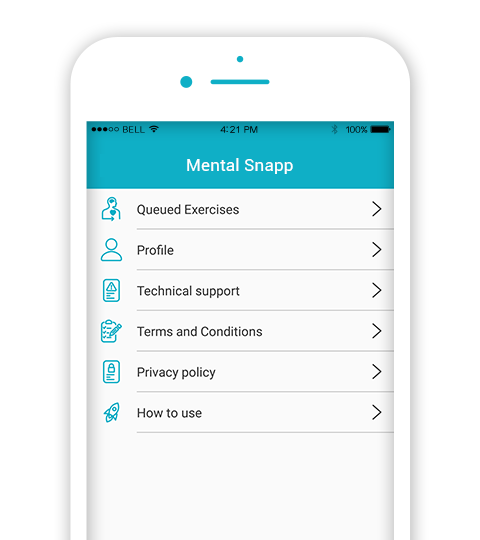 BELL 4:21 PM 100%
Mental Snapp
Queued Exercises
Profile
Technical support
Terms and Conditions
Privacy policy
How to use